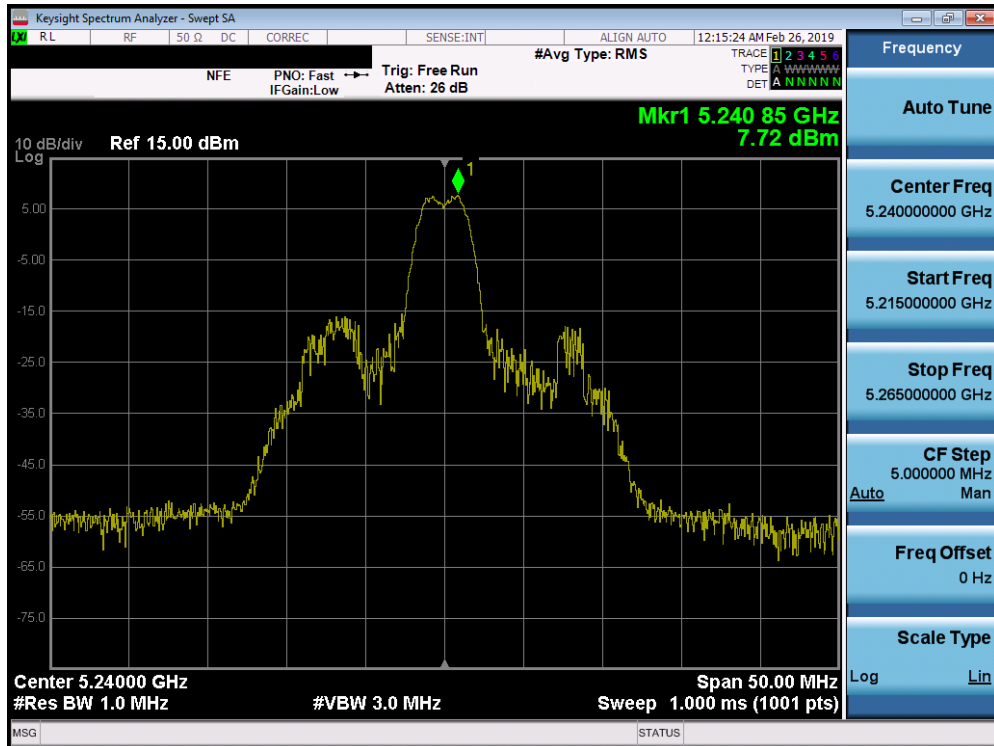 Keysight Spectrum Analyzer - Swept SA
LXI RL RF 50 Ω DC CORREC SENSE:INT ALIGN AUTO 12:15:24 AM Feb 26, 2019
NFE PNO: Fast Trig: Free Run #Avg Type: RMS TRACE 1 2 3 4 5 6
IFGain:Low Atten: 26 dB TYPE A WWWWW
DET A N N N N N
Mkr1 5.240 85 GHz
7.72 dBm
10 dB/div Ref 15.00 dBm
Log
1
5.00
-5.00
-15.0
-25.0
-35.0
-45.0
-55.0
-65.0
-75.0
Center 5.24000 GHz Span 50.00 MHz
#Res BW 1.0 MHz #VBW 3.0 MHz Sweep 1.000 ms (1001 pts)
MSG STATUS
Frequency
Auto Tune
Center Freq
5.240000000 GHz
Start Freq
5.215000000 GHz
Stop Freq
5.265000000 GHz
CF Step
5.000000 MHz
Auto Man
Freq Offset
0 Hz
Scale Type
Log Lin